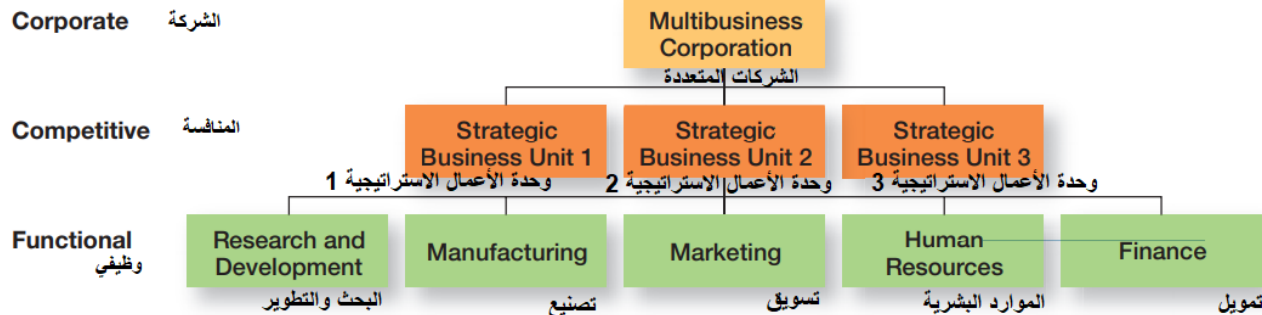 Corporate الشركة
Multibusiness
Corporation
الشركات المتعددة
Competitive المنافسة
Strategic
Business Unit 1
وحدة الأعمال الاستراتيجية 1
Strategic
Business Unit 2
وحدة الأعمال الاستراتيجية 2
Strategic
Business Unit 3
وحدة الأعمال الاستراتيجية 3
Functional
وظيفي
Research and
Development
البحث والتطوير
Manufacturing
تصنيع
Marketing
تسويق
Human
Resources
الموارد البشرية
Finance
تمويل